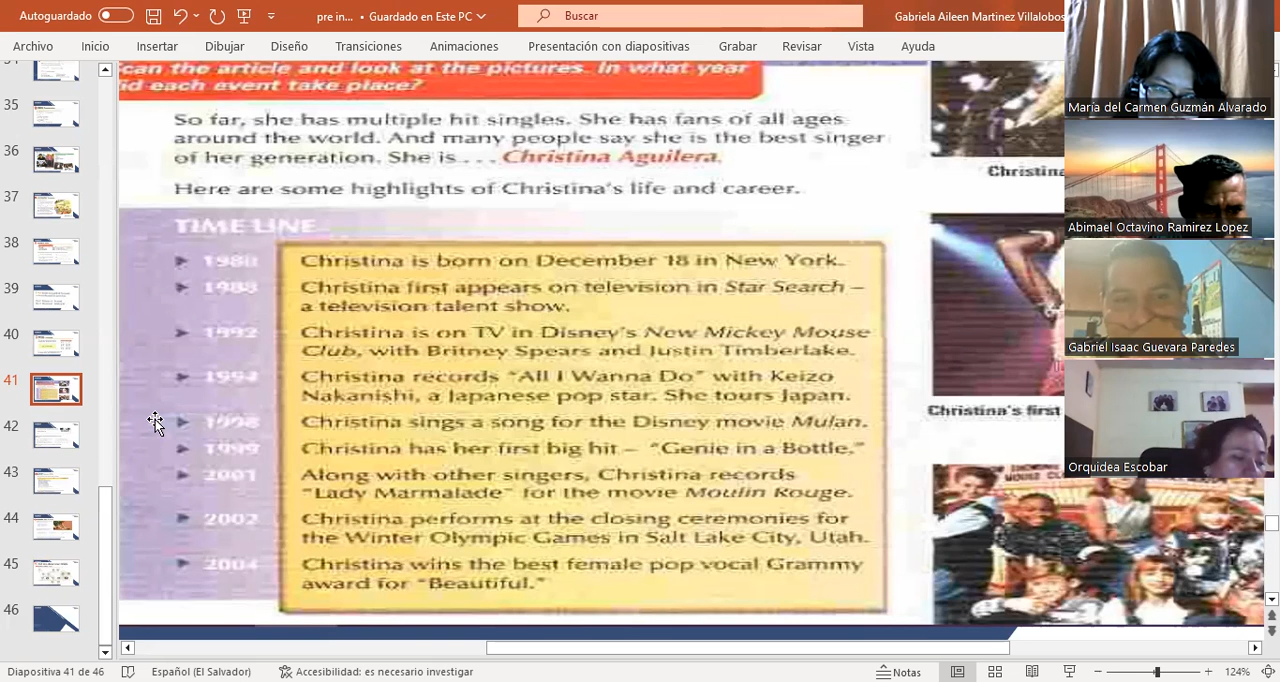 Autoguardado
pre in... • Guardado en Este PC
Buscar
Gabriela Aileen Martinez Villalobos
Archivo Inicio Insertar Dibujar Diseño Transiciones Animaciones Presentación con diapositivas Grabar Revisar Vista Ayuda
can the article and look at the pictures. In what year
id each event take place?
So far, she has multiple hit singles. She has fans of all ages
around the world. And many people say she is the best singer
of her generation. She is . . . Christina Aguilera.
Here are some highlights of Christina's life and career.
TIME LINE
1980 Christina is born on December 18 in New York.
1988 Christina first appears on television in Star Search –
a television talent show.
1992 Christina is on TV in Disney's New Mickey Mouse
Club, with Britney Spears and Justin Timberlake.
1994 Christina records "All I Wanna Do" with Keizo
Nakanishi, a Japanese pop star. She tours Japan.
1998 Christina sings a song for the Disney movie Mulan.
1999 Christina has her first big hit – "Genie in a Bottle."
2001 Along with other singers, Christina records
"Lady Marmalade" for the movie Moulin Rouge.
2002 Christina performs at the closing ceremonies for
the Winter Olympic Games in Salt Lake City, Utah.
2004 Christina wins the best female pop vocal Grammy
award for "Beautiful."
Christina
Christina's first
35
36
37
38
39
40
41
42
43
44
45
46
María del Carmen Guzmán Alvarado
Abimael Octavino Ramirez Lopez
Gabriel Isaac Guevara Paredes
Orquidea Escobar
Diapositiva 41 de 46
Español (El Salvador)
Accesibilidad: es necesario investigar
Notas
124%